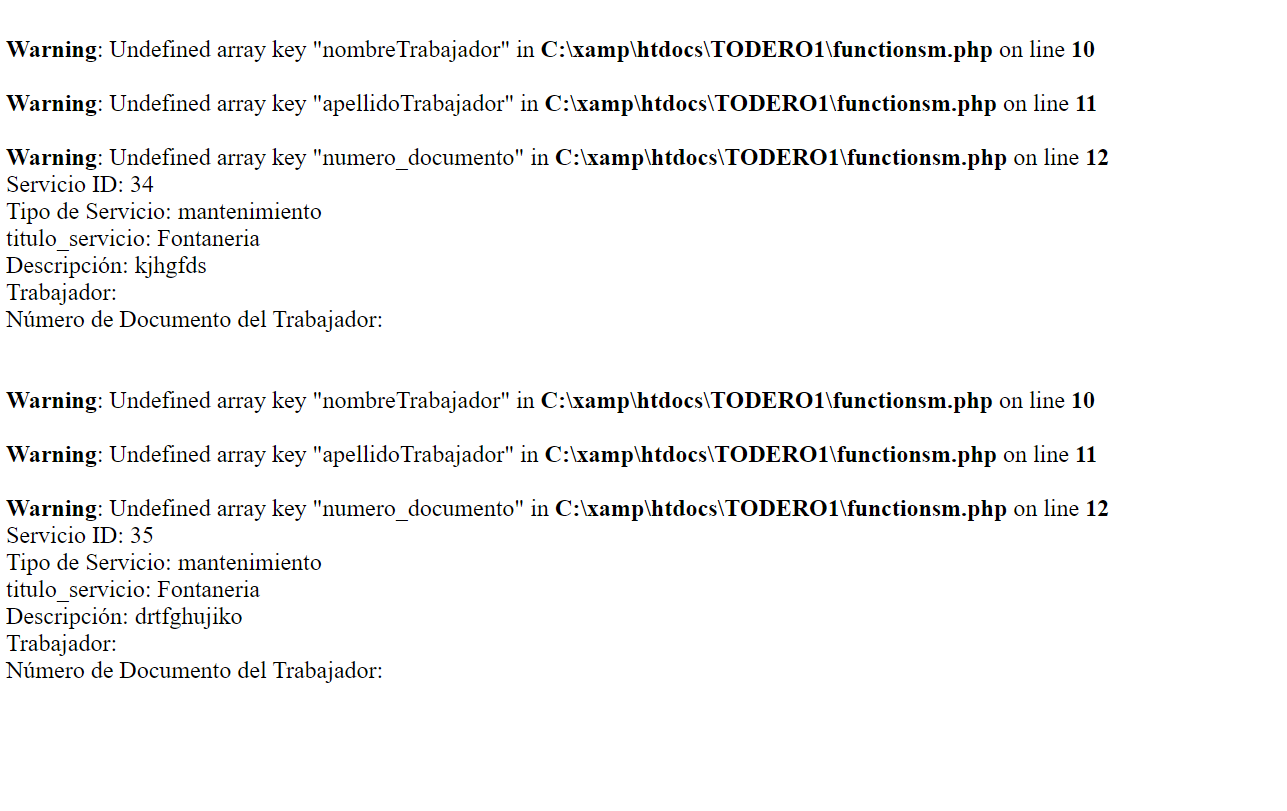 Warning: Undefined array key "nombreTrabajador" in C:\xamp\htdocs\TODERO1\functionsm.php on line 10
Warning: Undefined array key "apellidoTrabajador" in C:\xamp\htdocs\TODERO1\functionsm.php on line 11
Warning: Undefined array key "numero_documento" in C:\xamp\htdocs\TODERO1\functionsm.php on line 12
Servicio ID: 34
Tipo de Servicio: mantenimiento
titulo_servicio: Fontaneria
Descripción: kjhgfds
Trabajador:
Número de Documento del Trabajador:
Warning: Undefined array key "nombreTrabajador" in C:\xamp\htdocs\TODERO1\functionsm.php on line 10
Warning: Undefined array key "apellidoTrabajador" in C:\xamp\htdocs\TODERO1\functionsm.php on line 11
Warning: Undefined array key "numero_documento" in C:\xamp\htdocs\TODERO1\functionsm.php on line 12
Servicio ID: 35
Tipo de Servicio: mantenimiento
titulo_servicio: Fontaneria
Descripción: drtfghujiko
Trabajador:
Número de Documento del Trabajador: